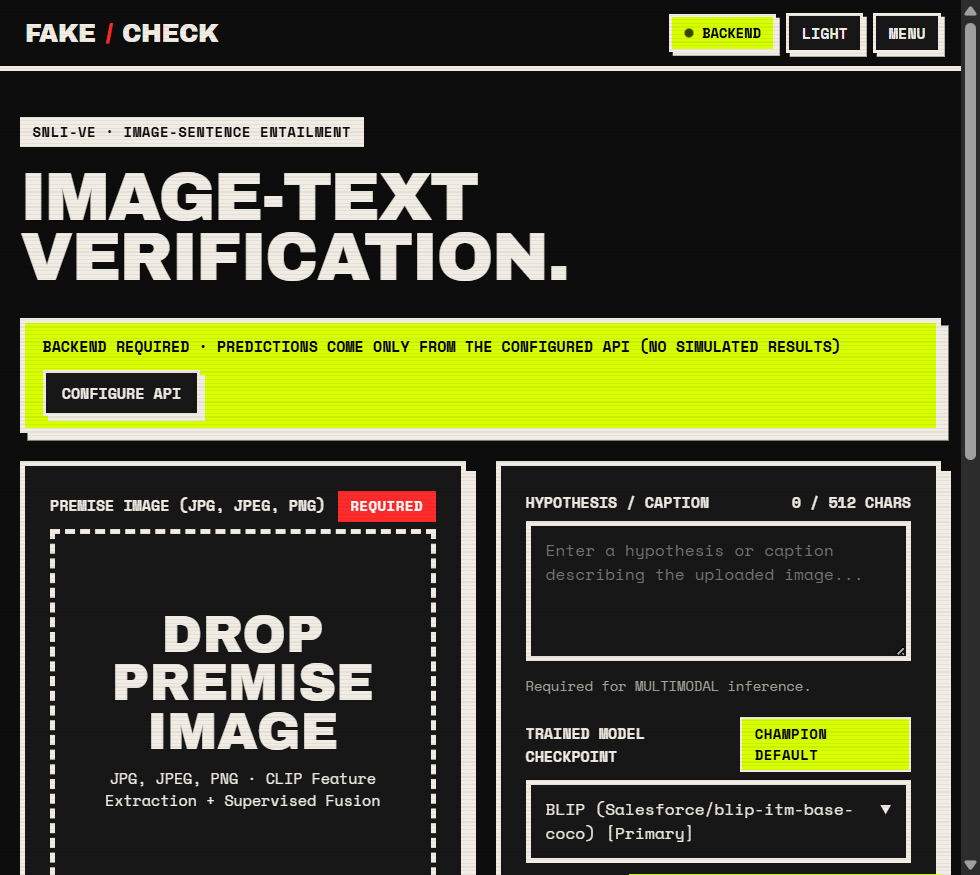 FAKE / CHECK
BACKEND
LIGHT
MENU
SNLI-VE · IMAGE-SENTENCE ENTAILMENT
IMAGE-TEXT
VERIFICATION.
BACKEND REQUIRED · PREDICTIONS COME ONLY FROM THE CONFIGURED API (NO SIMULATED RESULTS)
CONFIGURE API
PREMISE IMAGE (JPG, JPEG, PNG)
REQUIRED
DROP
PREMISE
IMAGE
JPG, JPEG, PNG · CLIP Feature
Extraction + Supervised Fusion
HYPOTHESIS / CAPTION
0 / 512 CHARS
Enter a hypothesis or caption
describing the uploaded image...
Required for MULTIMODAL inference.
TRAINED MODEL
CHECKPOINT
CHAMPION
DEFAULT
BLIP (Salesforce/blip-itm-base-
coco) [Primary]